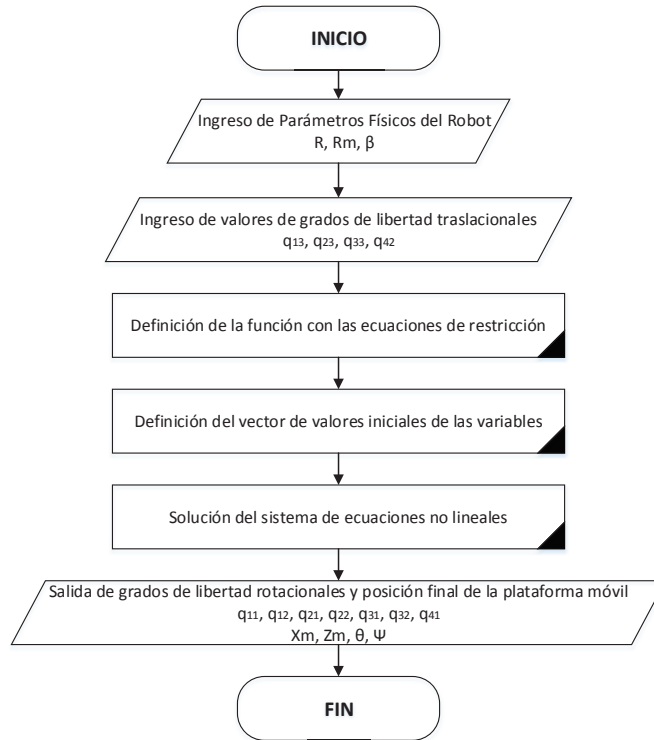 INICIO
Ingreso de Parámetros Físicos del Robot
R, Rm, β
Ingreso de valores de grados de libertad traslacionales
q13, q23, q33, q42
Definición de la función con las ecuaciones de restricción
Definición del vector de valores iniciales de las variables
Solución del sistema de ecuaciones no lineales
Salida de grados de libertad rotacionales y posición final de la plataforma móvil
q11, q12, q21, q22, q31, q32, q41
Xm, Zm, θ, Ψ
FIN